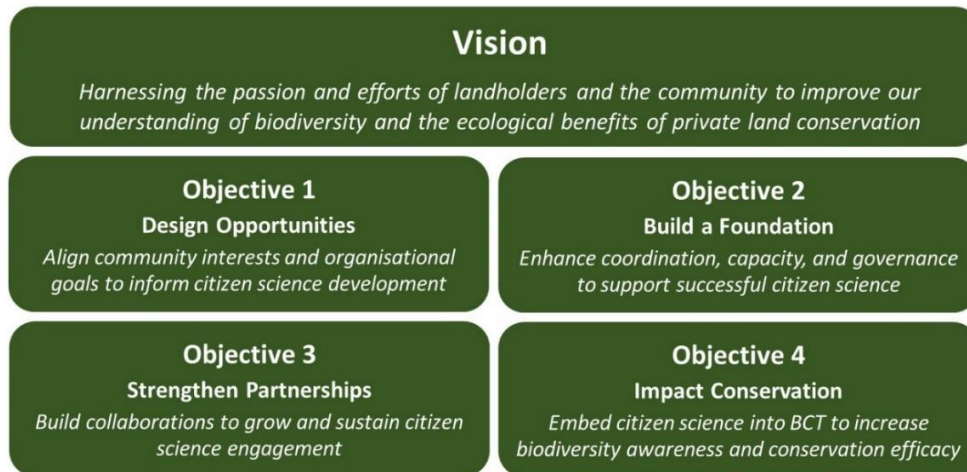 Vision
Harnessing the passion and efforts of landholders and the community to improve our
understanding of biodiversity and the ecological benefits of private land conservation
Objective 1
Design Opportunities
Align community interests and organisational
goals to inform citizen science development
Objective 2
Build a Foundation
Enhance coordination, capacity, and governance
to support successful citizen science
Objective 3
Strengthen Partnerships
Build collaborations to grow and sustain citizen
science engagement
Objective 4
Impact Conservation
Embed citizen science into BCT to increase
biodiversity awareness and conservation efficacy